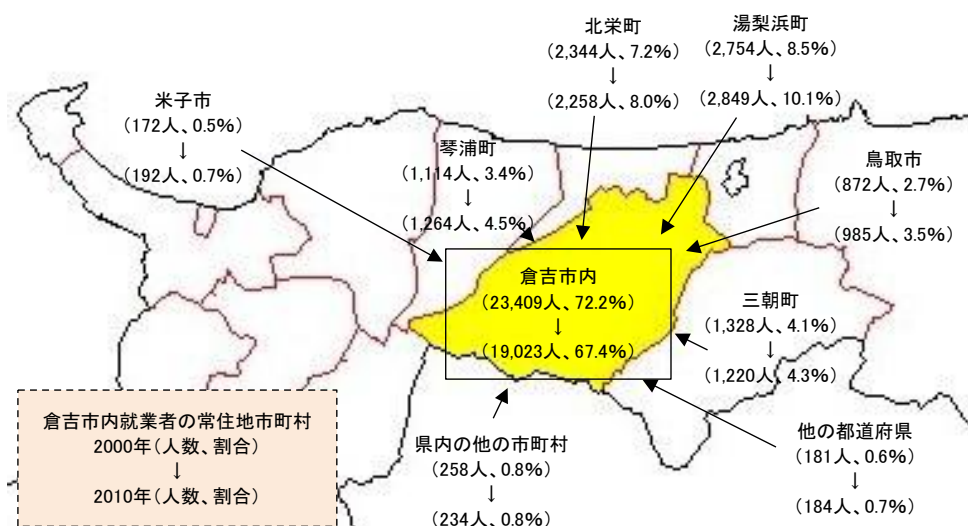 北栄町
(2,344人、7.2%)
↓
(2,258人、8.0%)
湯梨浜町
(2,754人、8.5%)
↓
(2,849人、10.1%)
米子市
(172人、0.5%)
↓
(192人、0.7%)
琴浦町
(1,114人、3.4%)
↓
(1,264人、4.5%)
鳥取市
(872人、2.7%)
↓
(985人、3.5%)
倉吉市内
(23,409人、72.2%)
↓
(19,023人、67.4%)
三朝町
(1,328人、4.1%)
↓
(1,220人、4.3%)
倉吉市内就業者の常住地市町村
2000年(人数、割合)
↓
2010年(人数、割合)
県内の他の市町村
(258人、0.8%)
↓
(234人、0.8%)
他の都道府県
(181人、0.6%)
↓
(184人、0.7%)